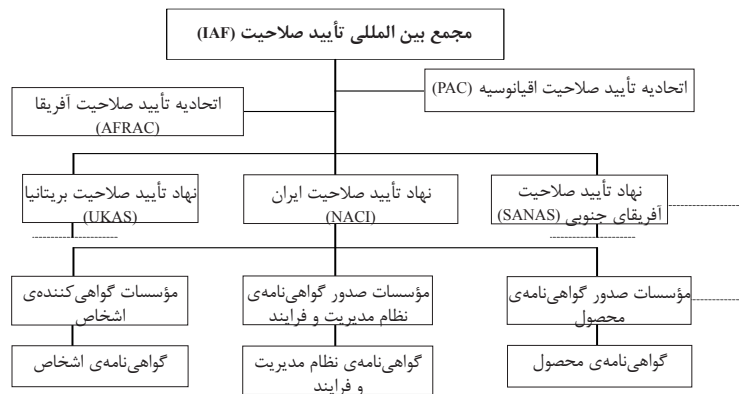 مجمع بین المللی تأیید صلاحیت (IAF)
اتحادیه تأیید صلاحیت اقیانوسیه (PAC)
اتحادیه تأیید صلاحیت آفریقا
(AFRAC)
نهاد تأیید صلاحیت
آفریقای جنوبی (SANAS)
نهاد تأیید صلاحیت ایران
(NACI)
نهاد تأیید صلاحیت بریتانیا
(UKAS)
مؤسسات صدور گواهی‌نامه‌ی
محصول
مؤسسات صدور گواهی‌نامه‌ی
نظام مدیریت و فرایند
مؤسسات گواهی‌کننده‌ی
اشخاص
گواهی‌نامه‌ی محصول
گواهی‌نامه‌ی نظام مدیریت
و فرایند
گواهی‌نامه‌ی اشخاص